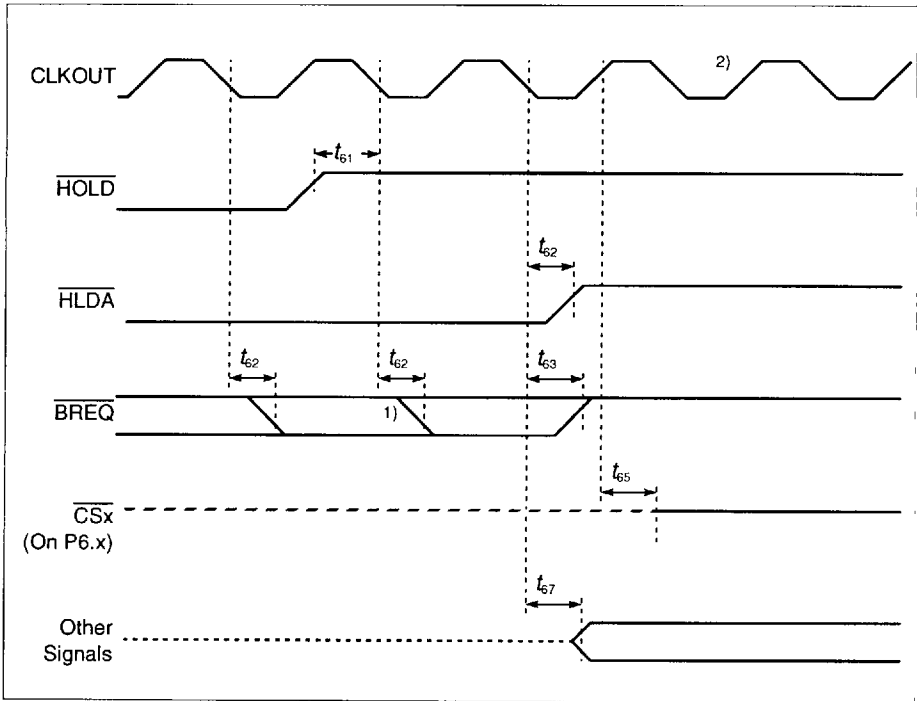 CLKOUT
2)
t61
HOLD
t62
HLDA
t62
t62
t63
BREQ
1)
t65
CSx
(On P6.x)
t67
Other
Signals